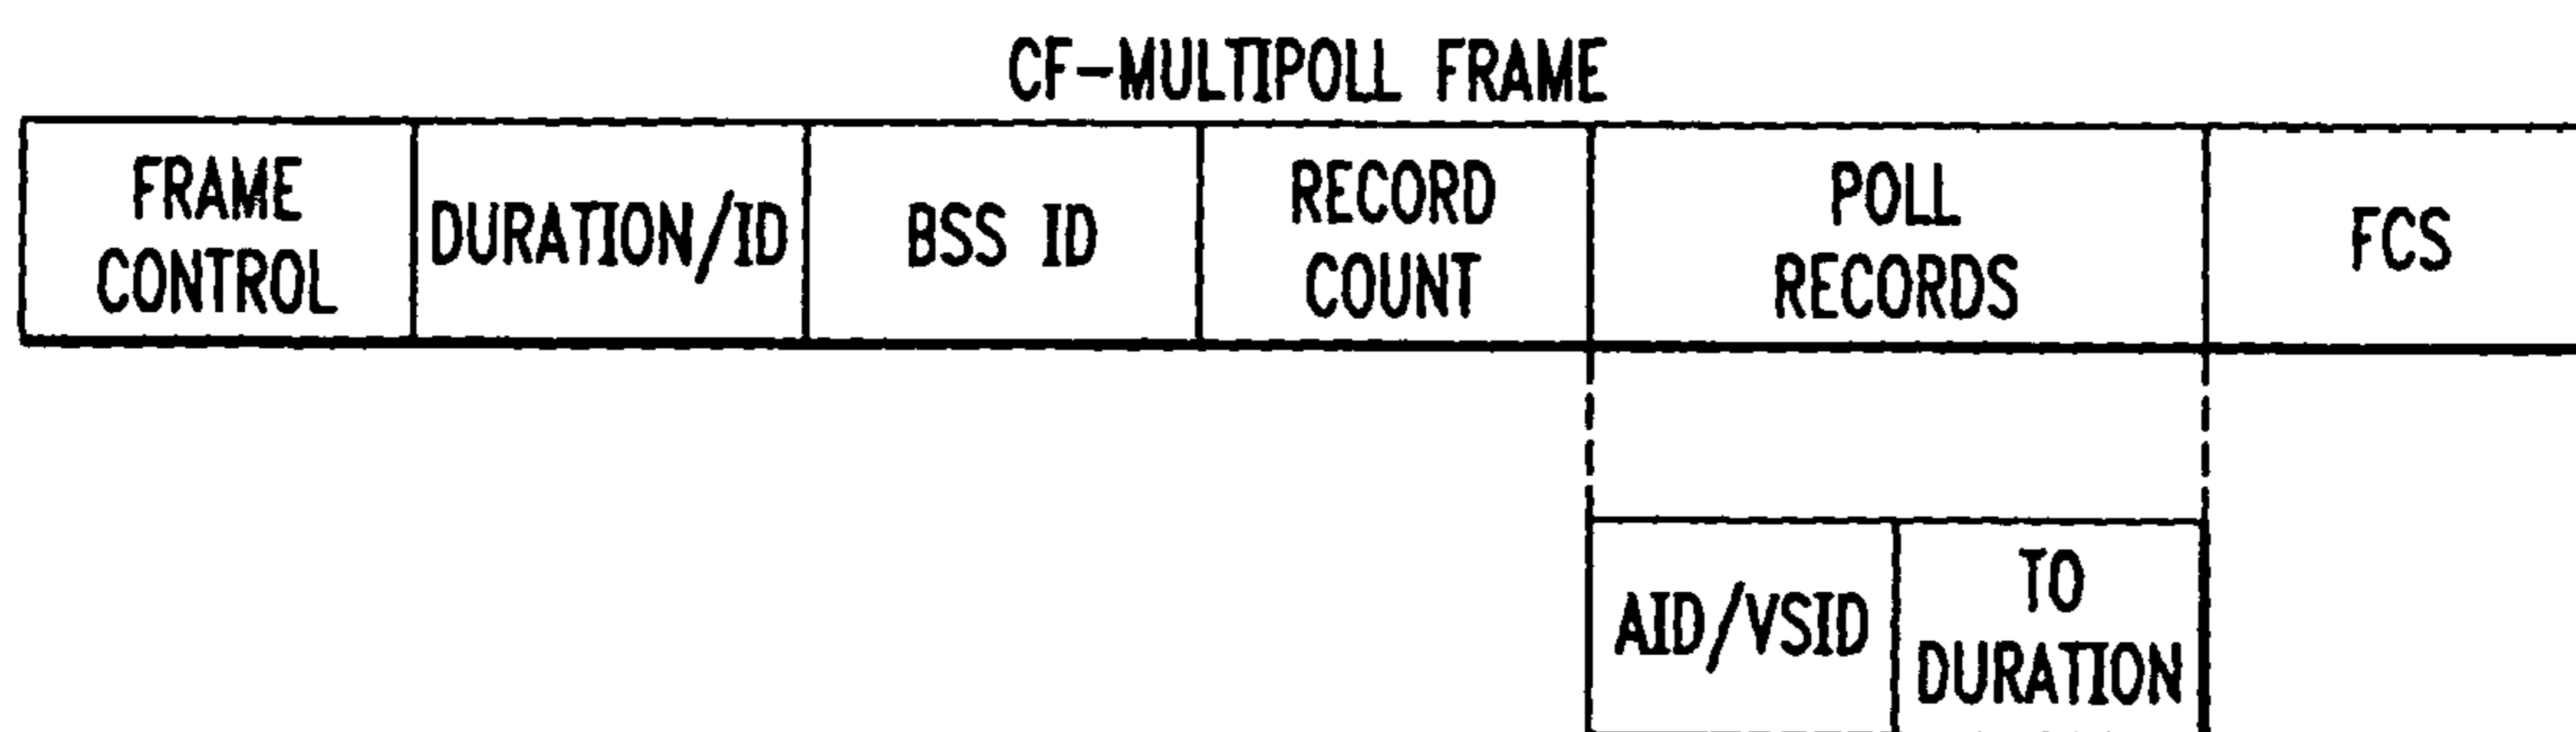 CF-MULTIPOLL FRAME
FRAME
CONTROL
DURATION/ID
BSS ID
RECORD
COUNT
POLL
RECORDS
FCS
AID/VSID
TO
DURATION